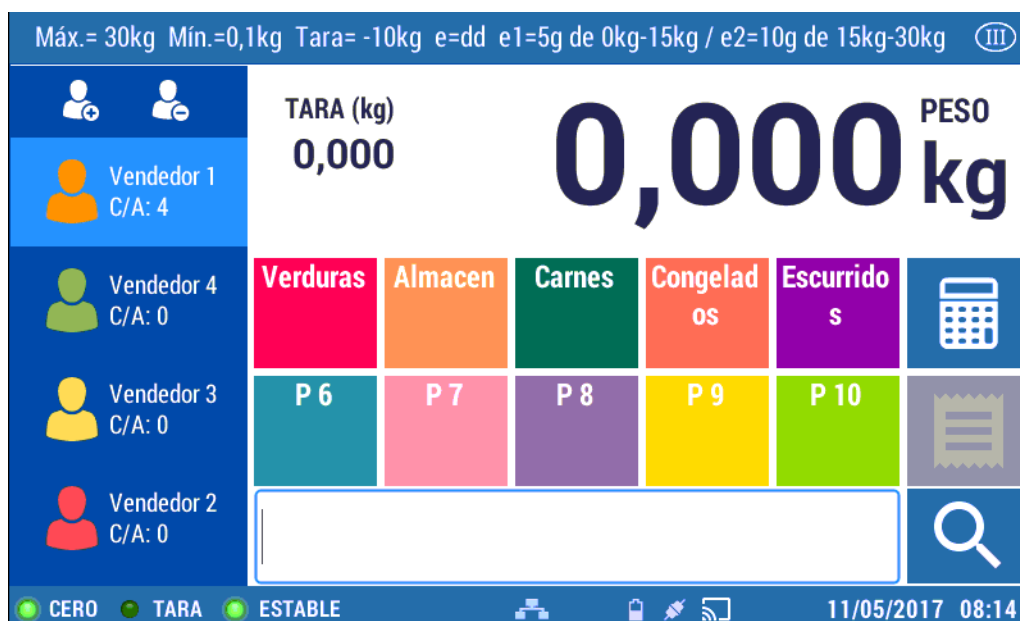 Máx.= 30kg Mín.=0,1kg Tara= -10kg e=dd e1=5g de 0kg-15kg / e2=10g de 15kg-30kg III
TARA (kg)
0,000
0,000
PESO
kg
Vendedor 1
C/A: 4
Vendedor 4
C/A: 0
Vendedor 3
C/A: 0
Vendedor 2
C/A: 0
Verduras
Almacen
Carnes
Congelad
os
Escurrido
s
P 6
P 7
P 8
P 9
P 10
CERO TARA ESTABLE 11/05/2017 08:14